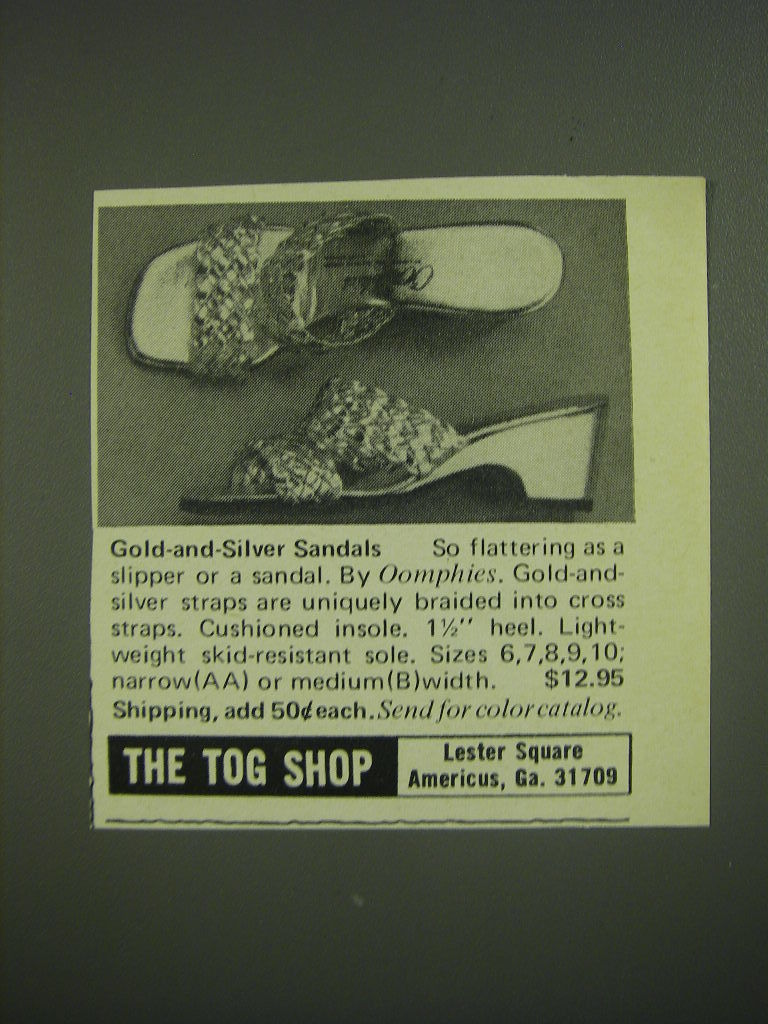 Gold-and-Silver Sandals So flattering as a
slipper or a sandal. By Oomphies. Gold-and-
silver straps are uniquely braided into cross
straps. Cushioned insole. 1½" heel. Light-
weight skid-resistant sole. Sizes 6,7,8,9,10;
narrow(AA) or medium(B)width. $12.95
Shipping, add 50¢ each. Send for color catalog.
THE TOG SHOP
Lester Square
Americus, Ga. 31709